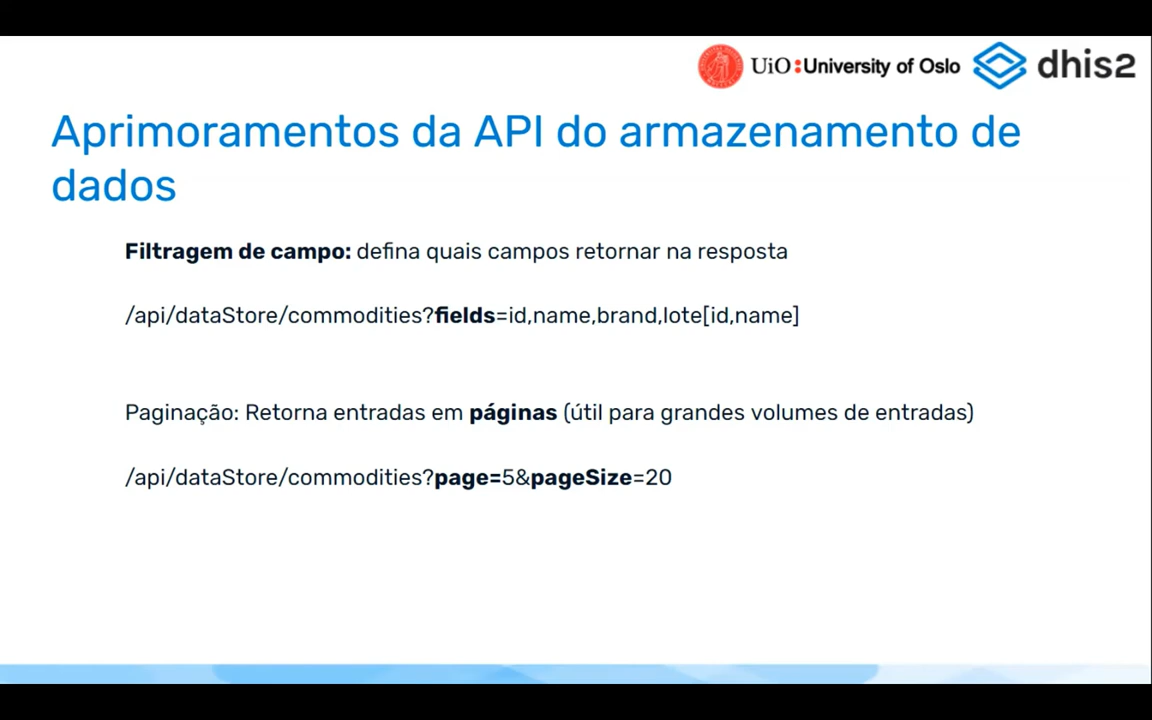 UiO:University of Oslo dhis2
Aprimoramentos da API do armazenamento de
dados
Filtragem de campo: defina quais campos retornar na resposta
/api/dataStore/commodities?fields=id,name,brand,lote[id,name]
Paginação: Retorna entradas em páginas (útil para grandes volumes de entradas)
/api/dataStore/commodities?page=5&pageSize=20